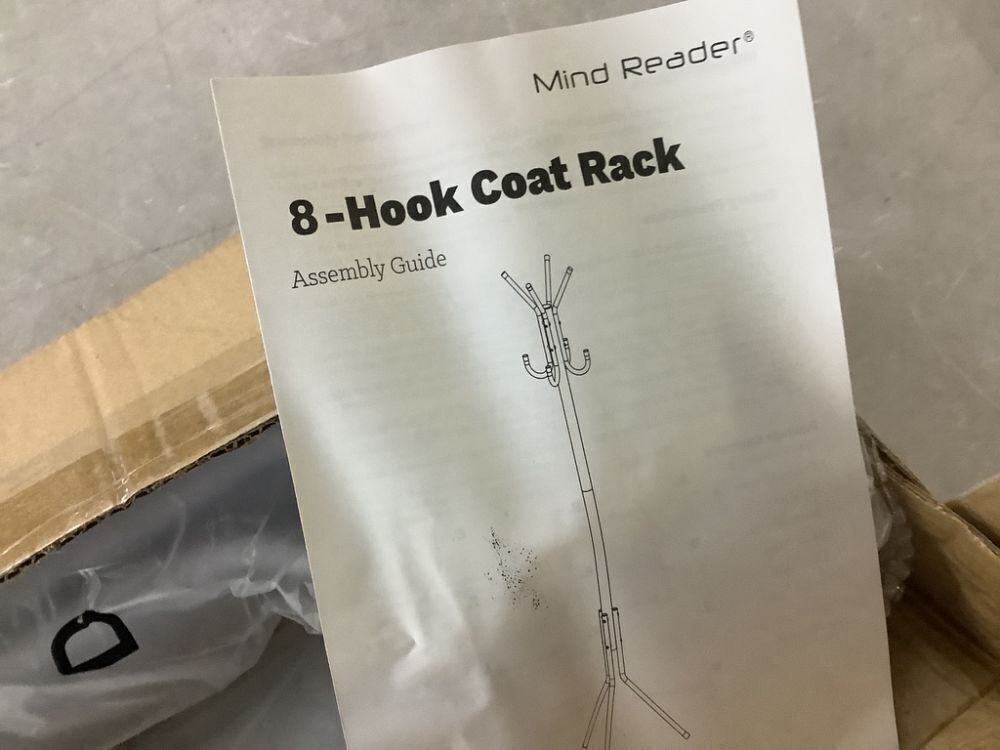 Mind Reader®
8-Hook Coat Rack
Assembly Guide
D